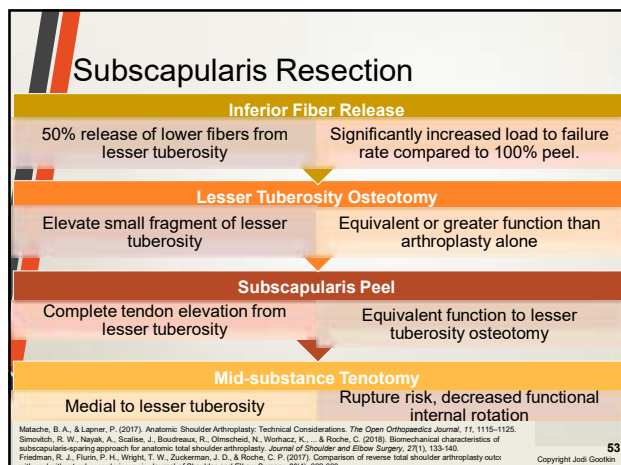 Subscapularis Resection
Inferior Fiber Release
50% release of lower fibers from
lesser tuberosity
Significantly increased load to failure
rate compared to 100% peel.
Lesser Tuberosity Osteotomy
Elevate small fragment of lesser
tuberosity
Equivalent or greater function than
arthroplasty alone
Subscapularis Peel
Complete tendon elevation from
lesser tuberosity
Equivalent function to lesser
tuberosity osteotomy
Mid-substance Tenotomy
Medial to lesser tuberosity
Rupture risk, decreased functional
internal rotation
Matache, B. A., & Lapner, P. (2017). Anatomic Shoulder Arthroplasty: Technical Considerations. The Open Orthopaedics Journal, 11, 1115–1125.
Simovitch, R. W., Nayak, A., Scalise, J., Boudreaux, R., Olmscheid, N., Worhacz, K., ... & Roche, C. (2018). Biomechanical characteristics of
subscapularis-sparing approach for anatomic total shoulder arthroplasty. Journal of Shoulder and Elbow Surgery, 27(1), 133-140.
Friedman, R. J., Flurin, P. H., Wright, T. W., Zuckerman, J. D., & Roche, C. P. (2017). Comparison of reverse total shoulder arthroplasty outc
53
Copyright Jodi Gootkin